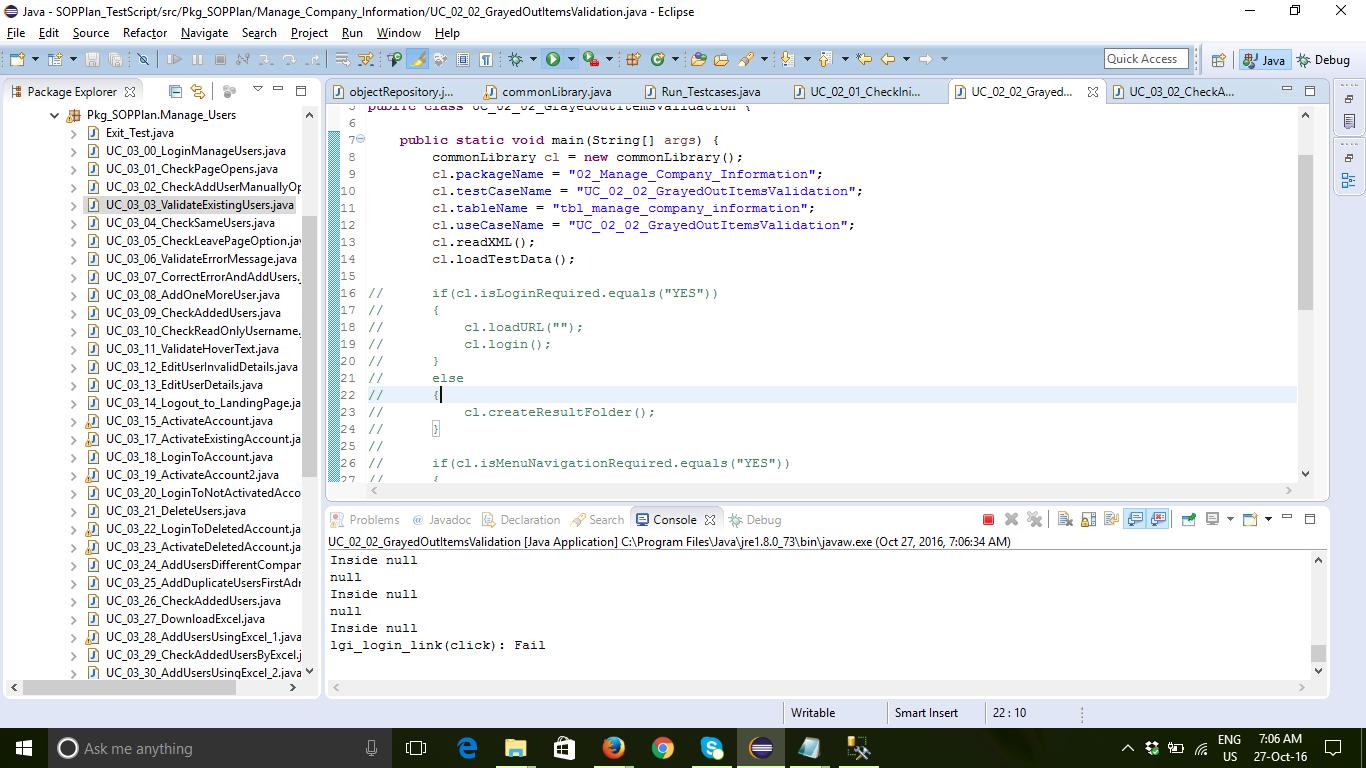 Java - SOPPlan_TestScript/src/Pkg_SOPPlan/Manage_Company_Information/UC_02_02_GrayedOutItemsValidation.java - Eclipse
File Edit Source Refactor Navigate Search Project Run Window Help
Quick Access
Java
Debug
Package Explorer
Pkg_SOPPlan.Manage_Users
Exit_Test.java
UC_03_00_LoginManageUsers.java
UC_03_01_CheckPageOpens.java
UC_03_02_CheckAddUserManuallyOp
UC_03_03_ValidateExistingUsers.java
UC_03_04_CheckSameUsers.java
UC_03_05_CheckLeavePageOption.jav
UC_03_06_ValidateErrorMessage.java
UC_03_07_CorrectErrorAndAddUsers.
UC_03_08_AddOneMoreUser.java
UC_03_09_CheckAddedUsers.java
UC_03_10_CheckReadOnlyUsername.
UC_03_11_ValidateHoverText.java
UC_03_12_EditUserInvalidDetails.java
UC_03_13_EditUserDetails.java
UC_03_14_Logout_to_LandingPage.ja
UC_03_15_ActivateAccount.java
UC_03_17_ActivateExistingAccount.jav
UC_03_18_LoginToAccount.java
UC_03_19_ActivateAccount2.java
UC_03_20_LoginToNotActivatedAcco
UC_03_21_DeleteUsers.java
UC_03_22_LoginToDeletedAccount.ja
UC_03_23_ActivateDeletedAccount.ja
UC_03_24_AddUsersDifferentCompar
UC_03_25_AddDuplicateUsersFirstAdr
UC_03_26_CheckAddedUsers.java
UC_03_27_DownloadExcel.java
UC_03_28_AddUsersUsingExcel_1.java
UC_03_29_CheckAddedUsersByExcel.j
UC_03_30_AddUsersUsingExcel_2.java
objectRepository.j...
commonLibrary.java
Run_Testcases.java
UC_02_01_CheckIni...
UC_02_02_Grayed...
UC_03_02_CheckA...
5 public class UC_02_02_GrayedOutItemsValidation {
6
7 public static void main(String[] args) {
8 commonLibrary cl = new commonLibrary();
9 cl.packageName = "02_Manage_Company_Information";
10 cl.testCaseName = "UC_02_02_GrayedOutItemsValidation";
11 cl.tableName = "tbl_manage_company_information";
12 cl.useCaseName = "UC_02_02_GrayedOutItemsValidation";
13 cl.readXML();
14 cl.loadTestData();
15
16 // if(cl.isLoginRequired.equals("YES"))
17 // {
18 // cl.loadURL("");
19 // cl.login();
20 // }
21 // else
22 // {
23 // cl.createResultFolder();
24 // }
25 //
26 // if(cl.isMenuNavigationRequired.equals("YES"))
27 // {
Problems @ Javadoc Declaration Search Console Debug
UC_02_02_GrayedOutItemsValidation [Java Application] C:\Program Files\Java\jre1.8.0_73\bin\javaw.exe (Oct 27, 2016, 7:06:34 AM)
Inside null
null
Inside null
null
Inside null
lgi_login_link(click): Fail
Writable Smart Insert 22 : 10
Ask me anything
ENG
US
7:06 AM
27-Oct-16